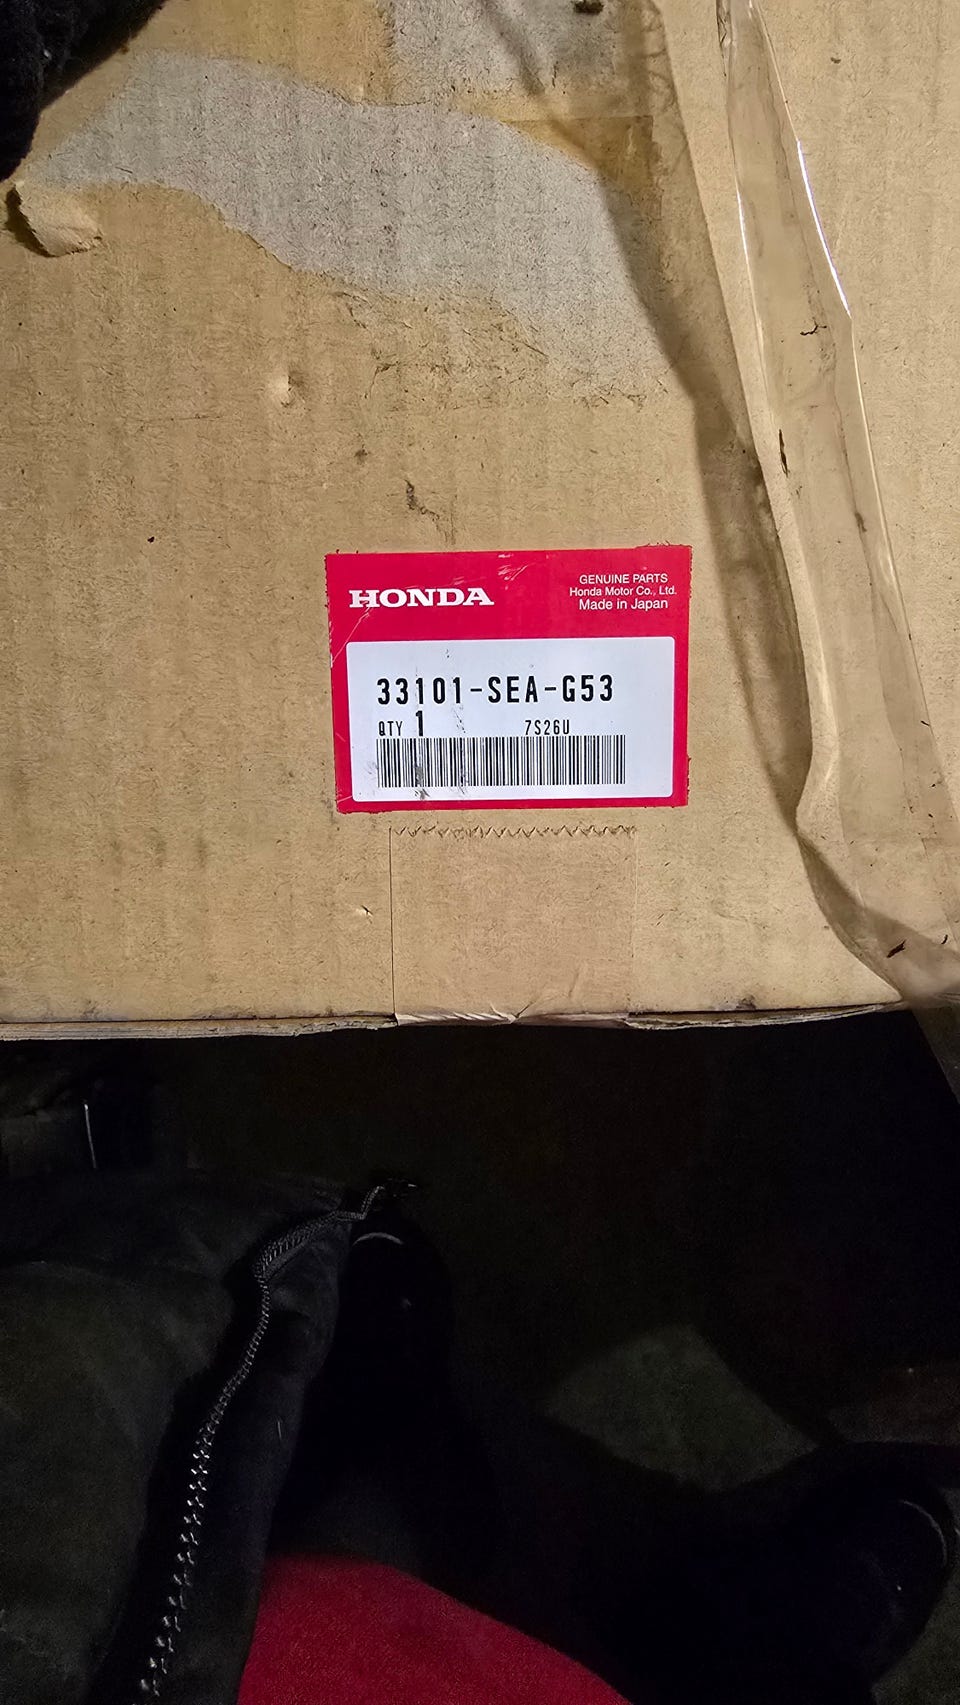 HONDA
GENUINE PARTS
Honda Motor Co., Ltd.
Made in Japan
33101-SEA-G53
QTY 1 7S26U